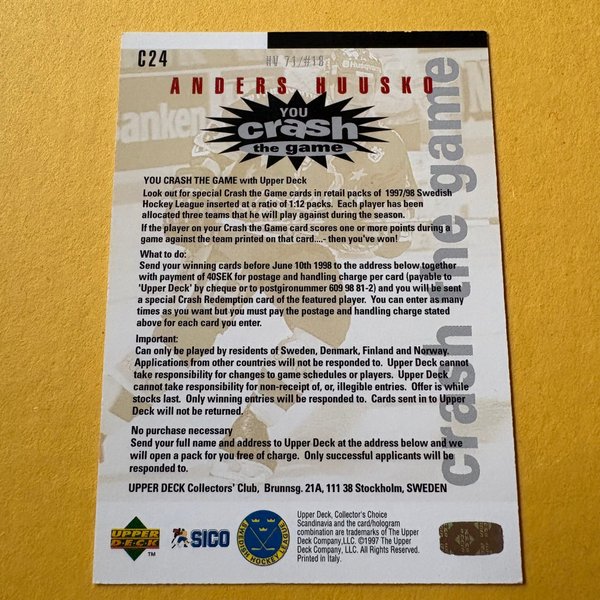 C24
HV 71/#18
ANDERS HUUSKO
YOU
crash
the game
crash the game
YOU CRASH THE GAME with Upper Deck
Look out for special Crash the Game cards in retail packs of 1997/98 Swedish
Hockey League inserted at a ratio of 1:12 packs. Each player has been
allocated three teams that he will play against during the season.
If the player on your Crash the Game card scores one or more points during a
game against the team printed on that card....- then you've won!
What to do:
Send your winning cards before June 10th 1998 to the address below together
with payment of 40SEK for postage and handling charge per card (payable to
'Upper Deck' by cheque or to postgironumer 609 98 81-2) and you will be sent
a special Crash Redemption card of the featured player. You can enter as many
times as you want but you must pay the postage and handling charge stated
above for each card you enter.
Important:
Can only be played by residents of Sweden, Denmark, Finland and Norway.
Applications from other countries will not be responded to. Upper Deck cannot
take responsibility for changes to game schedules or players. Upper Deck
cannot take responsibility for non-receipt of, or, illegible entries. Offer is while
stocks last. Only winning entries will be responded to. Cards sent in to Upper
Deck will not be returned.
No purchase necessary
Send your full name and address to Upper Deck at the address below and we
will open a pack for you free of charge. Only successful applicants will be
responded to.
UPPER DECK Collectors' Club, Brunnsg. 21A, 111 38 Stockholm, SWEDEN
UPPER
DECK
TM
SICO
SWEDISH HOCKEY LEAGUE
Upper Deck, Collector's Choice
Scandinavia and the card/hologram
combination are trademarks of The Upper
Deck Company,LLC. ©1997 The Upper
Deck Company,LLC. All Rights Reserved.
Printed in Italy.